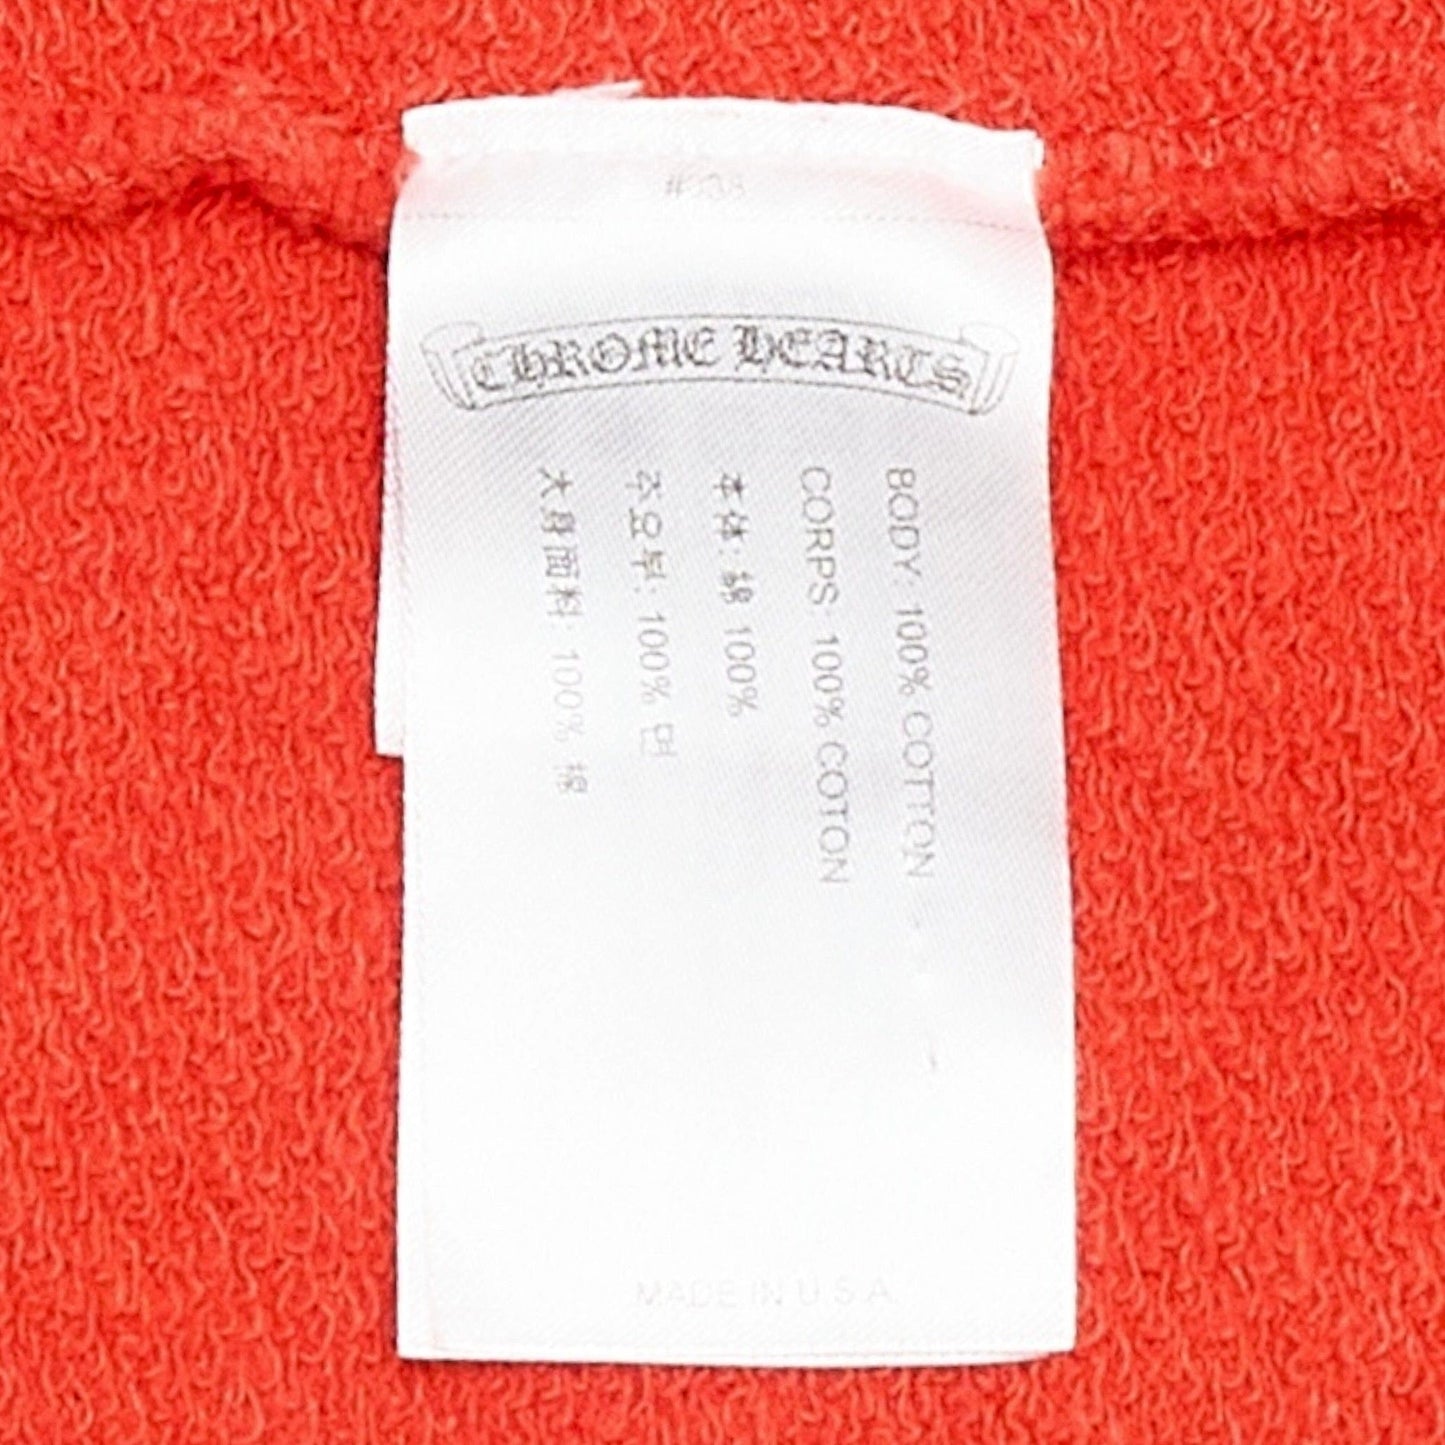 CHROME HEARTS
BODY: 100% COTTON
CORPS: 100% COTON
本体: 綿 100%
주요부: 100% 면
大身面料: 100% 棉
MADE IN U.S.A.